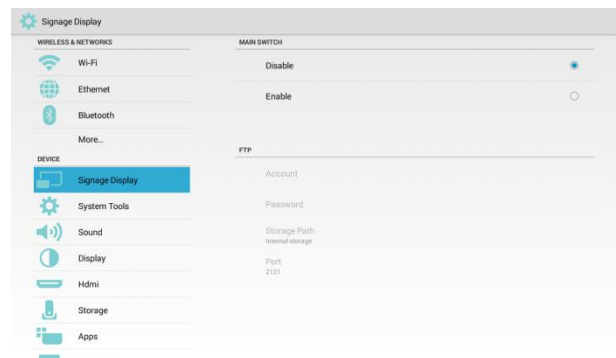 Signage Display
WIRELESS & NETWORKS
Wi-Fi
Ethernet
Bluetooth
More...
DEVICE
Signage Display
System Tools
Sound
Display
Hdmi
Storage
Apps
MAIN SWITCH
Disable
Enable
FTP
Account
Password
Storage Path
Internal storage
Port
2121